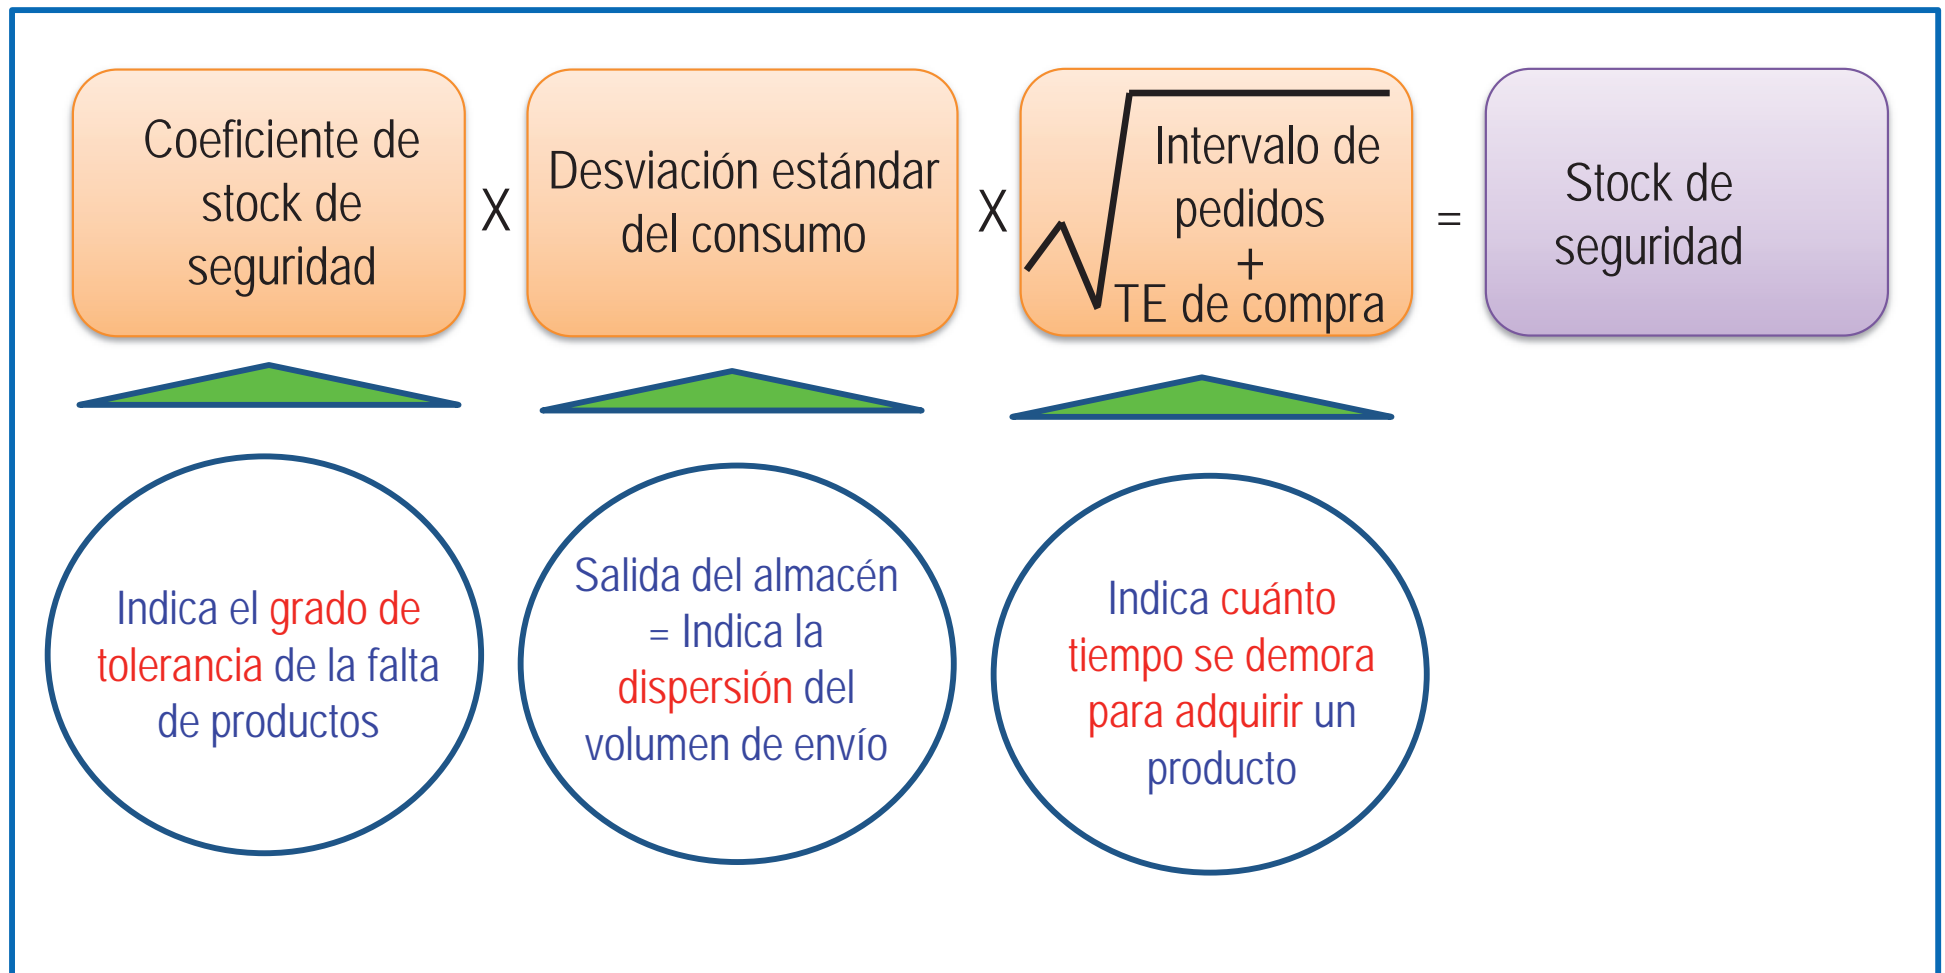 Coeficiente de
stock de
seguridad
X
Desviación estándar
del consumo
X
Intervalo de
pedidos
+
TE de compra
=
Stock de
seguridad
Indica el grado de
tolerancia de la falta
de productos
Salida del almacén
= Indica la
dispersión del
volumen de envío
Indica cuánto
tiempo se demora
para adquirir un
producto